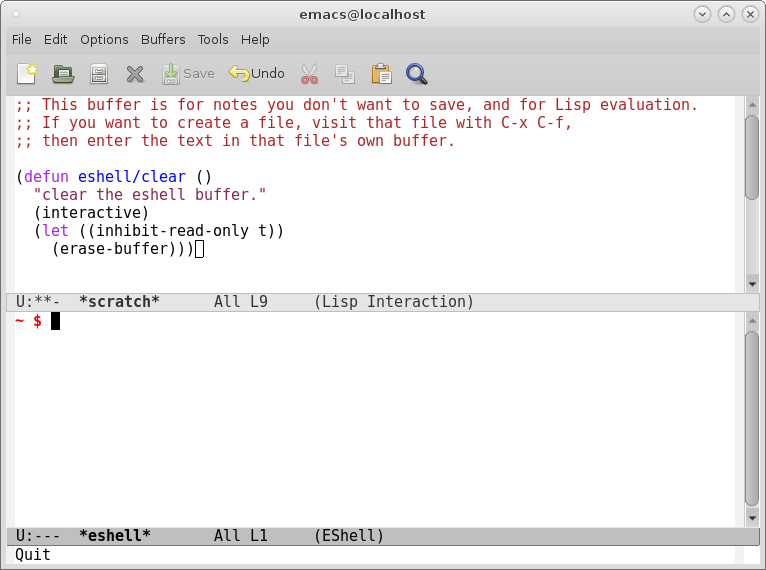 emacs@localhost
File Edit Options Buffers Tools Help
Save Undo
;; This buffer is for notes you don't want to save, and for Lisp evaluation.
;; If you want to create a file, visit that file with C-x C-f,
;; then enter the text in that file's own buffer.
(defun eshell/clear ()
  "clear the eshell buffer."
  (interactive)
  (let ((inhibit-read-only t))
    (erase-buffer)))
U:**-  *scratch*      All L9     (Lisp Interaction)
~ $
U:---  *eshell*       All L1     (EShell)
Quit